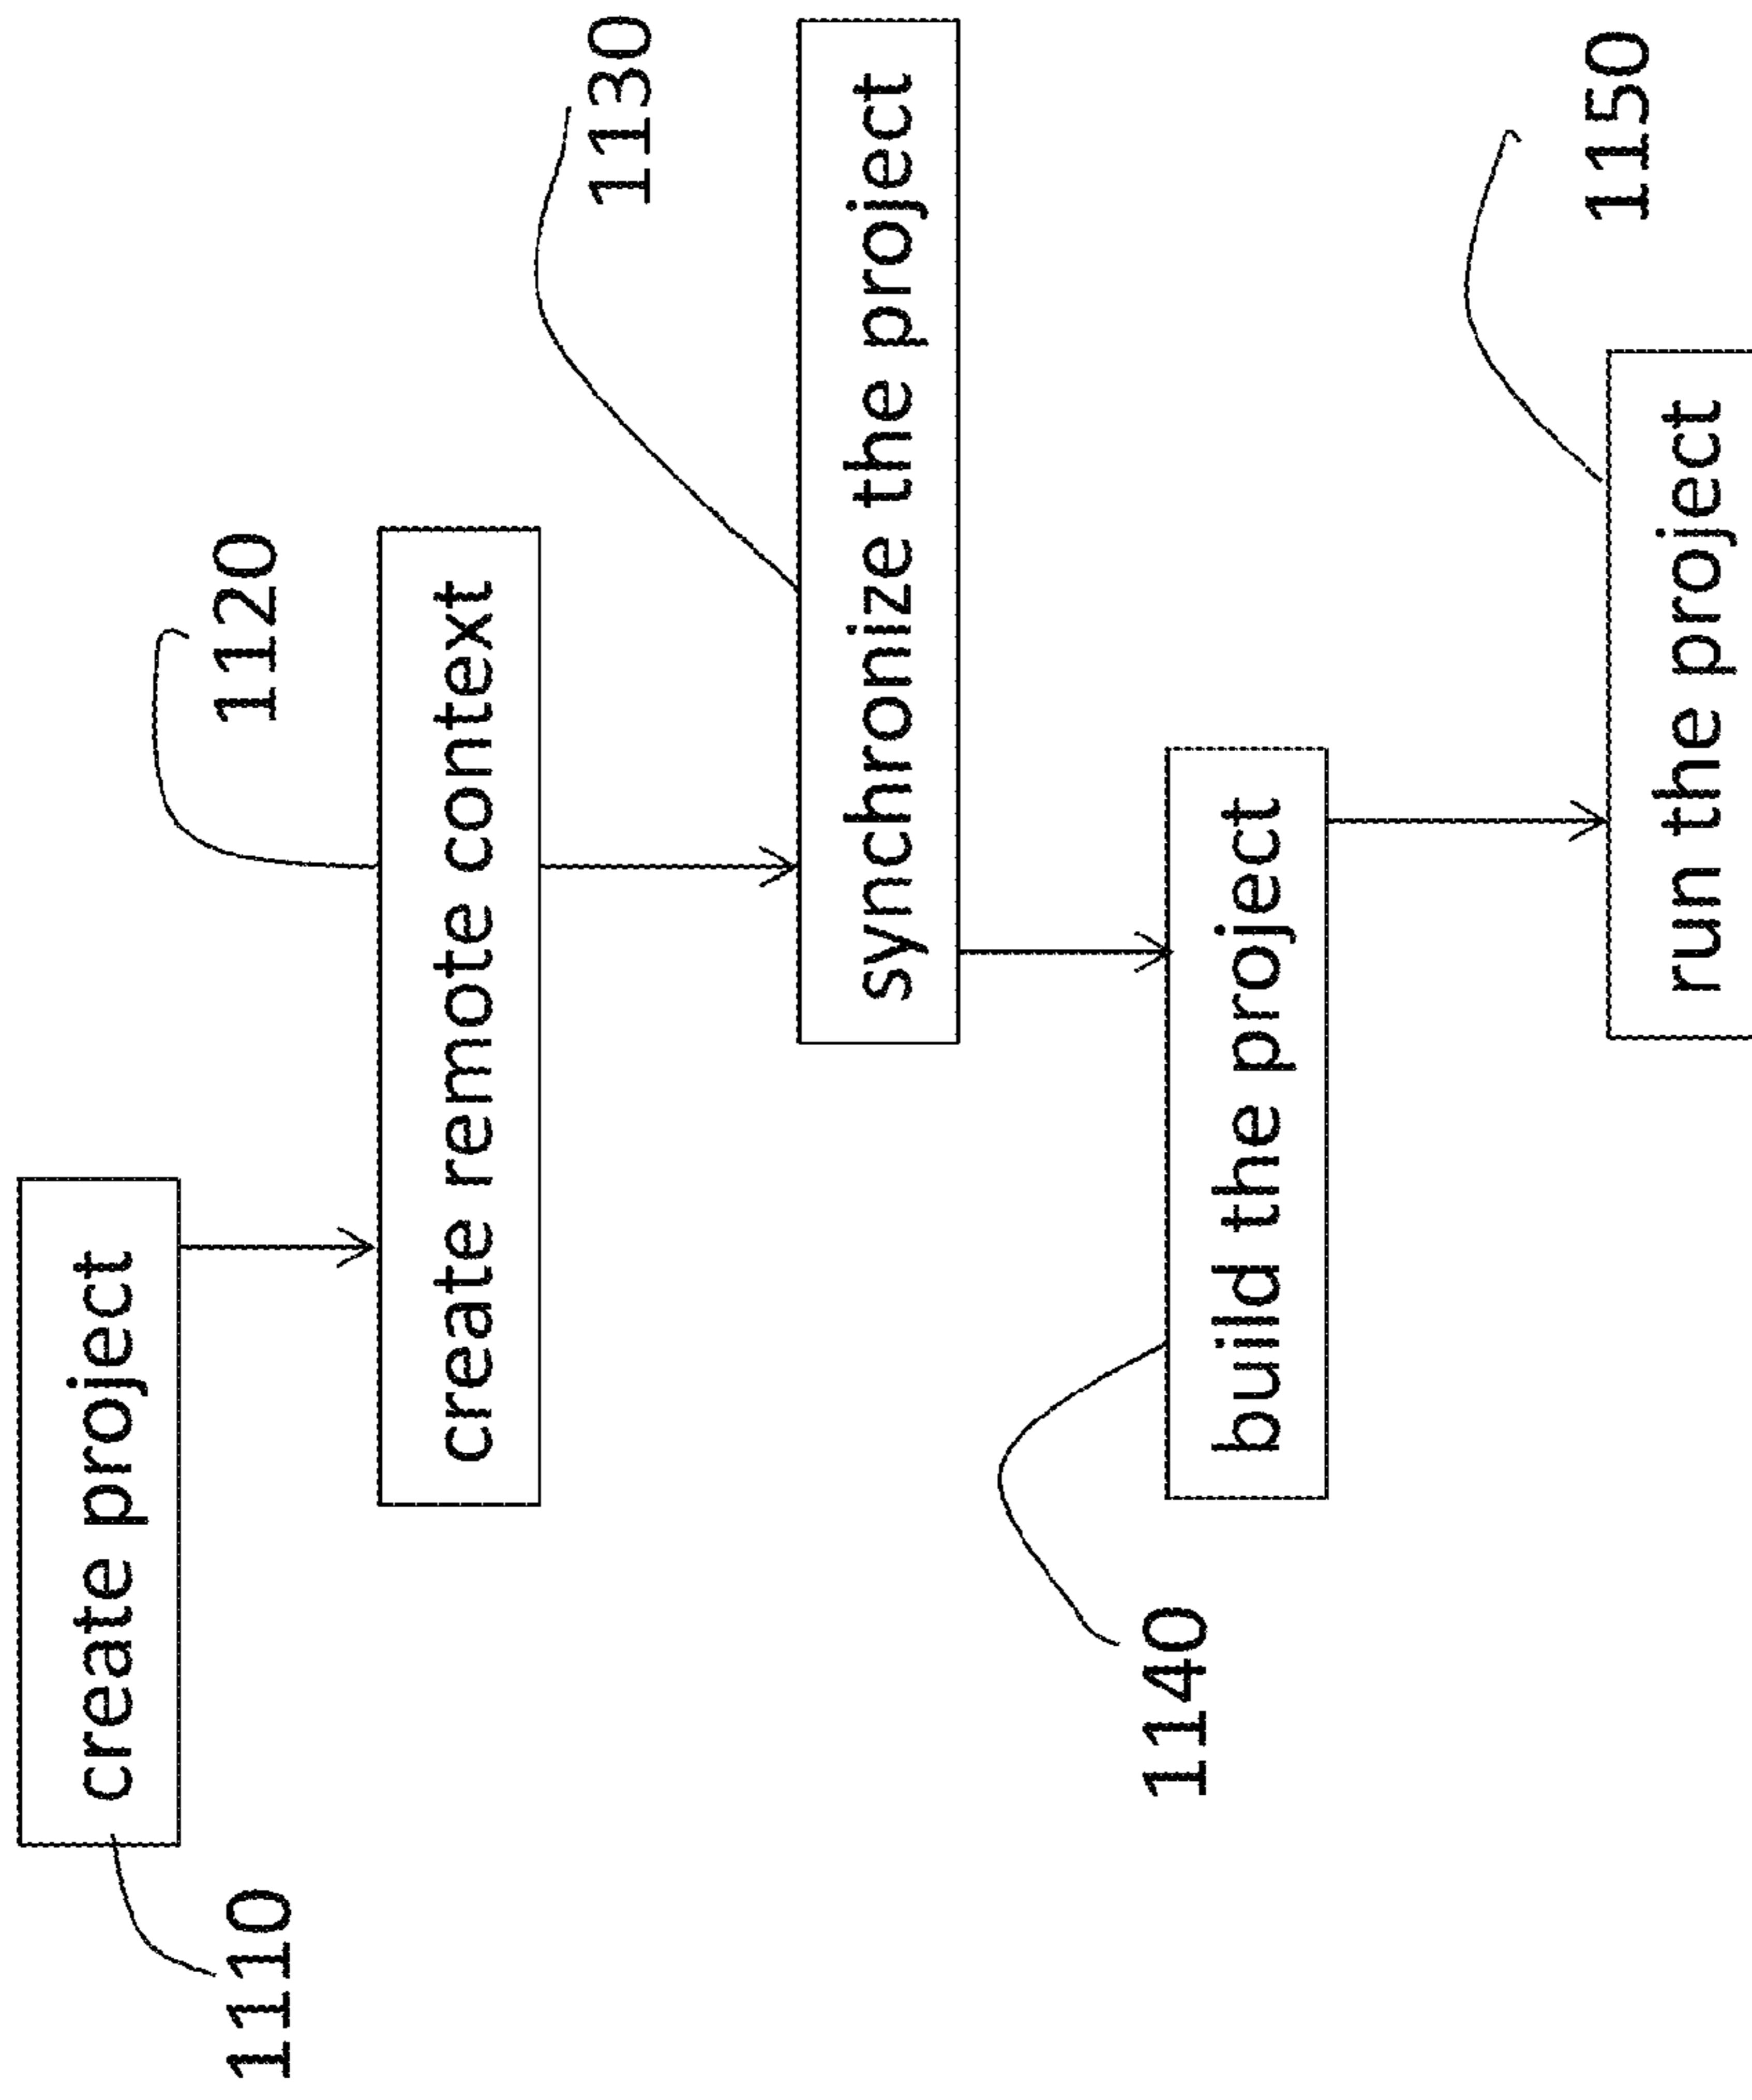 create project
1110
create remote context
1120
synchronize the project
1130
build the project
1140
run the project
1150